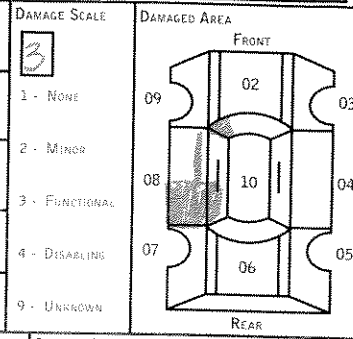 DAMAGE SCALE
3
1 - NONE
2 - MINOR
3 - FUNCTIONAL
4 - DISABLING
9 - UNKNOWN
DAMAGED AREA
FRONT
02
09
03
08
10
04
07
06
05
REAR